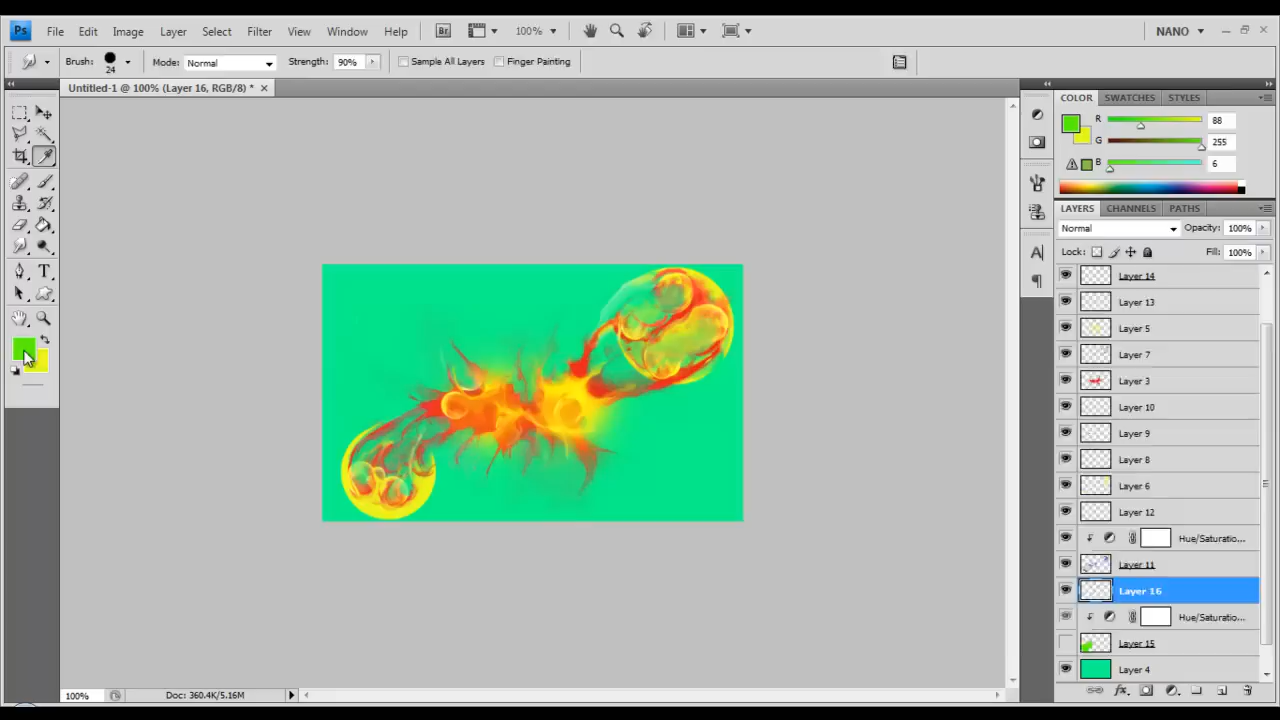 Ps File Edit Image Layer Select Filter View Window Help Br 100% NANO
Brush: 24 Mode: Normal Strength: 90% Sample All Layers Finger Painting
Untitled-1 @ 100% (Layer 16, RGB/8) *
COLOR SWATCHES STYLES
R 88
G 255
B 6
LAYERS CHANNELS PATHS
Normal Opacity: 100%
Lock: Fill: 100%
Layer 14
Layer 13
Layer 5
Layer 7
Layer 3
Layer 10
Layer 9
Layer 8
Layer 6
Layer 12
Hue/Saturatio...
Layer 11
Layer 16
Hue/Saturatio...
Layer 15
Layer 4
100% Doc: 360.4K/5.16M